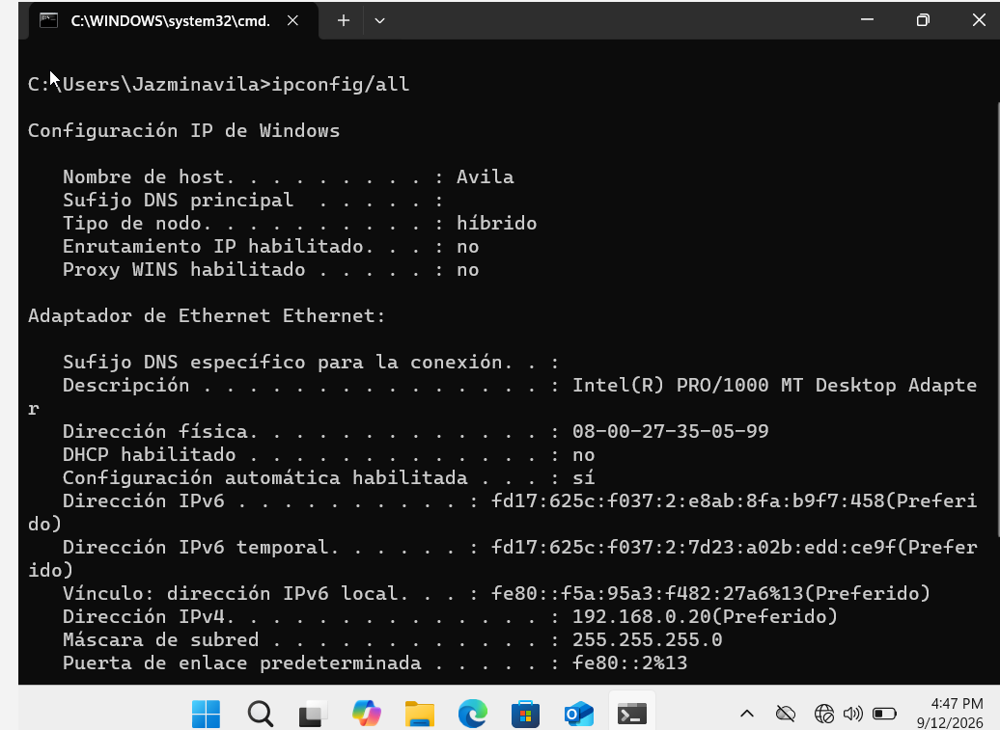 C:\WINDOWS\system32\cmd.
C:\Users\Jazminavila>ipconfig/all
Configuración IP de Windows
Nombre de host. . . . . . . . . : Avila
Sufijo DNS principal  . . . . . :
Tipo de nodo. . . . . . . . . . : híbrido
Enrutamiento IP habilitado. . . : no
Proxy WINS habilitado . . . . . : no
Adaptador de Ethernet Ethernet:
Sufijo DNS específico para la conexión. . :
Descripción . . . . . . . . . . . . . . . : Intel(R) PRO/1000 MT Desktop Adapte
r
Dirección física. . . . . . . . . . . . . : 08-00-27-35-05-99
DHCP habilitado . . . . . . . . . . . . . : no
Configuración automática habilitada . . . : sí
Dirección IPv6 . . . . . . . . . . : fd17:625c:f037:2:e8ab:8fa:b9f7:458(Preferi
do)
Dirección IPv6 temporal. . . . . . : fd17:625c:f037:2:7d23:a02b:edd:ce9f(Prefer
ido)
Vínculo: dirección IPv6 local. . . : fe80::f5a:95a3:f482:27a6%13(Preferido)
Dirección IPv4. . . . . . . . . . . . . . : 192.168.0.20(Preferido)
Máscara de subred . . . . . . . . . . . . : 255.255.255.0
Puerta de enlace predeterminada . . . . . : fe80::2%13
4:47 PM
9/12/2026